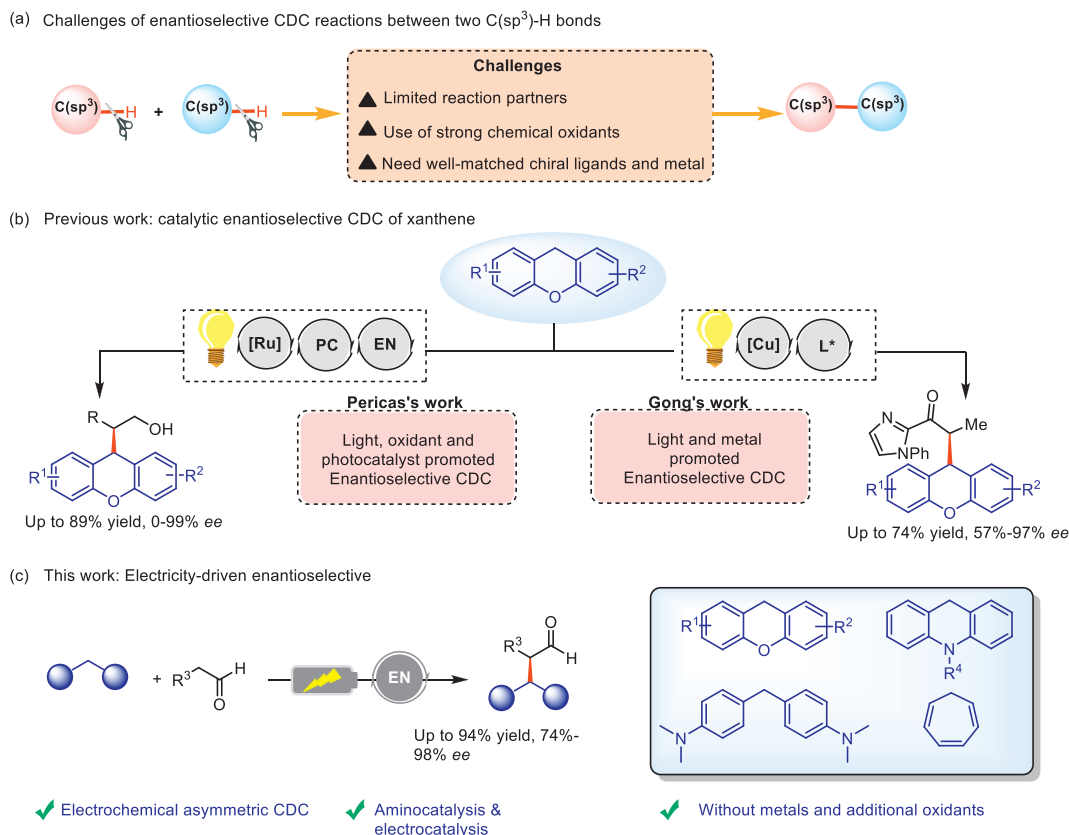 (a) Challenges of enantioselective CDC reactions between two C(sp³)-H bonds
Challenges
C(sp³) H + C(sp³) H
▲ Limited reaction partners
▲ Use of strong chemical oxidants
▲ Need well-matched chiral ligands and metal
C(sp³) C(sp³)
(b) Previous work: catalytic enantioselective CDC of xanthene
R¹ O R²
[Ru] PC EN
[Cu] L*
Pericas's work
Light, oxidant and
photocatalyst promoted
Enantioselective CDC
Gong's work
Light and metal
promoted
Enantioselective CDC
R OH
R¹ R²
O
Up to 89% yield, 0-99% ee
O
N Me
N Ph
R¹ R²
O
Up to 74% yield, 57%-97% ee
(c) This work: Electricity-driven enantioselective
+ R³ H
O
EN
O
R³ H
Up to 94% yield, 74%-
98% ee
R¹ O R²
N
R⁴
N N
Electrochemical asymmetric CDC
Aminocatalysis &
electrocatalysis
Without metals and additional oxidants